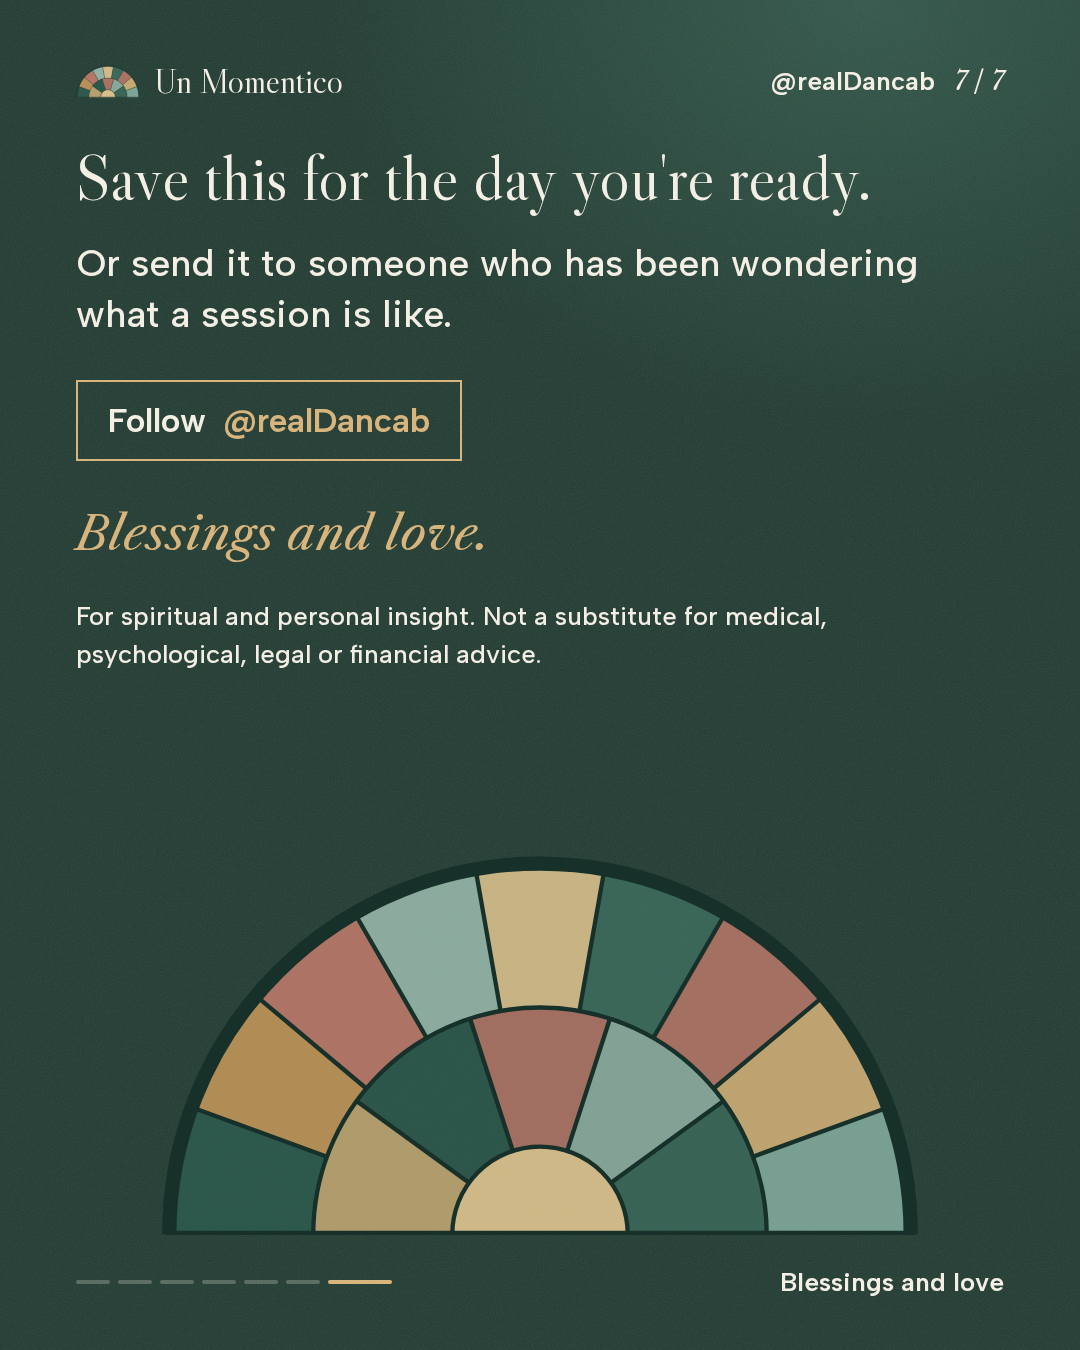 Un Momentico
@realDancab 7 / 7
Save this for the day you're ready.
Or send it to someone who has been wondering
what a session is like.
Follow @realDancab
Blessings and love.
For spiritual and personal insight. Not a substitute for medical,
psychological, legal or financial advice.
Blessings and love